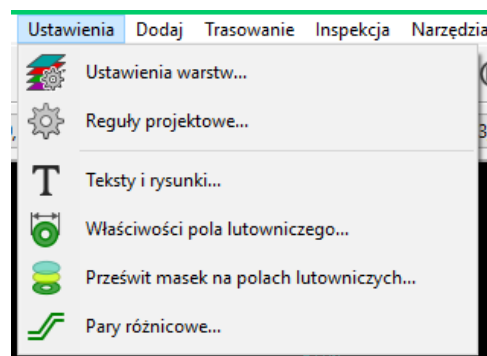 Ustawienia Dodaj Trasowanie Inspekcja Narzędzia
Ustawienia warstw...
Reguły projektowe...
Teksty i rysunki...
Właściwości pola lutowniczego...
Prześwit masek na polach lutowniczych...
Pary różnicowe...